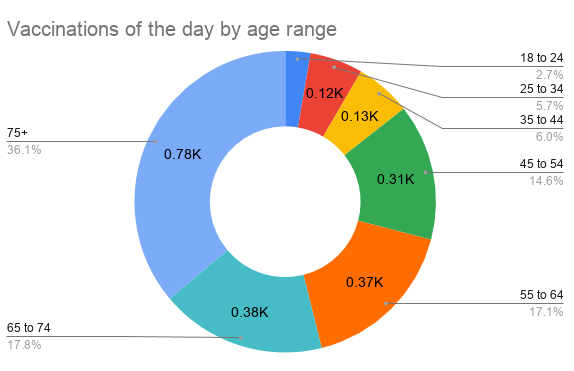 Vaccinations of the day by age range
18 to 24
2.7%
25 to 34
5.7%
35 to 44
6.0%
45 to 54
14.6%
55 to 64
17.1%
65 to 74
17.8%
75+
36.1%
0.12K
0.13K
0.31K
0.37K
0.38K
0.78K